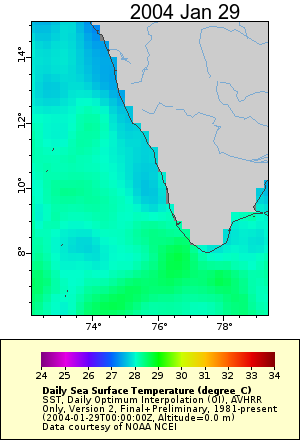 2004 Jan 29
14°
12°
10°
8°
74° 76° 78°
24 25 26 27 28 29 30 31 32 33 34
Daily Sea Surface Temperature (degree_C)
SST, Daily Optimum Interpolation (OI), AVHRR
Only, Version 2, Final+Preliminary, 1981-present
(2004-01-29T00:00:00Z, Altitude=0.0 m)
Data courtesy of NOAA NCEI